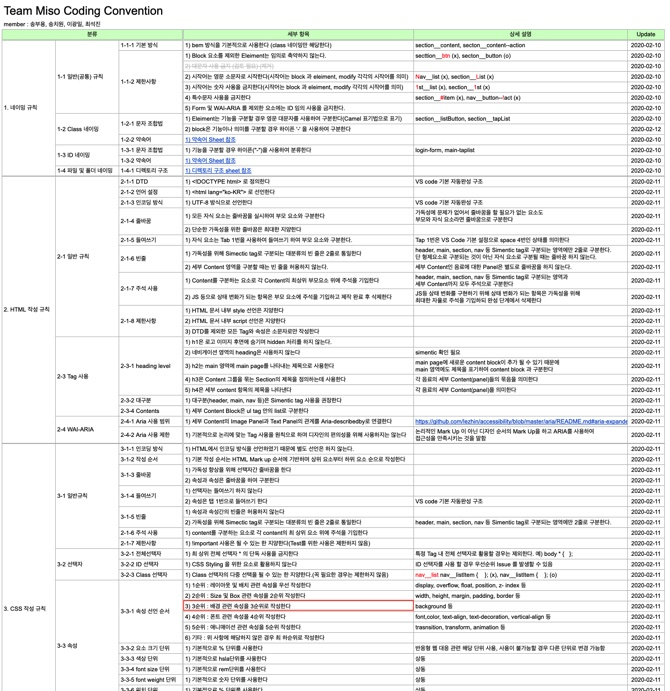 Team Miso Coding Convention
member : 송부용, 송치원, 이광일, 최석진
분류 세부 항목 상세 설명 Update
1. 네이밍 규칙
1-1 일반(공통) 규칙
1-1-1 기본 방식 1) bem 방식을 기본적으로 사용한다 (class 네이밍만 해당한다) section__content, secton__content--action 2020-02-10
1-1-2 제한사항
1) Block 요소를 제외한 Eleiment는 임의로 축약하지 않는다. section__btn (x), section__button (o) 2020-02-10
2020-02-10
2) 시작어는 영문 소문자로 시작한다(시작어는 block 과 eleiment, modify 각각의 시작어를 의미) Nav__list (x), section__List (x) 2020-02-10
3) 시작어는 숫자 사용을 금지한다(시작어는 block 과 eleiment, modify 각각의 시작어를 의미) 1st__list (x), section__1st (x) 2020-02-10
4) 특수문자 사용을 금지한다 section__#item (x), nav__button--!act (x) 2020-02-10
5) Form 및 WAI-ARIA 를 제외한 요소에는 ID 임의 사용을 금지한다. 2020-02-10
1-2 Class 네이밍
1-2-1 문자 조합법 1) Eleiment는 기능을 구분할 경우 영문 대문자를 사용하여 구분한다(Camel 표기법으로 표기) section__listButton, section__lapList 2020-02-10
2) block은 기능이나 의미를 구분할 경우 하이픈 '-' 을 사용하여 구분한다 2020-02-12
1-2-2 약속어 1) 약속어 Sheet 참조 2020-02-10
1-3 ID 네이밍
1-3-1 문자 조합법 1) 기능을 구분할 경우 하이픈("-")을 사용하여 분류한다 login-form, main-taplist 2020-02-10
1-3-2 약속어 1) 약속어 Sheet 참조 2020-02-10
1-4 파일 및 폴더 네이밍 1-4-1 디렉토리 구조 1) 디렉토리 구조 sheet 참조 2020-02-10
2. HTML 작성 규칙
2-1 일반 규칙
2-1-1 DTD 1) <!DOCTYPE html> 로 정의한다 VS code 기본 자동완성 구조 2020-02-11
2-1-2 언어 설정 1) <html lang="ko-KR"> 로 선언한다 2020-02-11
2-1-3 인코딩 방식 1) UTF-8 방식으로 선언한다 VS code 기본 자동완성 구조 2020-02-11
2-1-4 줄바꿈 1) 모든 자식 요소는 줄바꿈을 실시하여 부모 요소와 구분한다 가독성에 문제가 없어서 줄바꿈을 할 필요가 없는 요소도
부모와 자식 요소라면 줄바꿈으로 구분한다 2020-02-11
2) 단순한 가독성을 위한 줄바꿈은 최대한 지양한다 2020-02-11
2-1-5 들여쓰기 1) 자식 요소는 Tab 1번을 사용하여 들여쓰기 하여 부모 요소와 구분한다. Tap 1번은 VS Code 기본 설정으로 space 4번인 상태를 의미한다 2020-02-11
2-1-6 빈줄 1) 가독성을 위해 Simectic tag로 구분되는 대분류의 빈 줄은 2줄로 통일한다 header, main, section, nav 등 Simectic tag로 구분되는 영역에만 2줄로 구분한다.
단 형제요소로 구분되는 것이 아닌 자식 요소로 구분될 때는 줄바꿈 하지 않는다. 2020-02-11
2) 세부 Content 영역을 구분할 때는 빈 줄을 허용하지 않는다. 세부 Content인 음료에 대한 Panel은 별도로 줄바꿈을 하지 않는다. 2020-02-11
2-1-7 주석 사용 1) Content를 구분하는 요소로 각 Content의 최상위 부모요소 위에 주석을 기입한다 header, main, section, nav 등 Simectic tag로 구분되는 영역과
세부 Content까지 모두 주석으로 구분한다 2020-02-11
2) JS 등으로 상태 변화가 되는 항목은 부모 요소에 주석을 기입하고 제작 완료 후 삭제한다 JS등 상태 변화를 구현하기 위해 상태 변화가 되는 항목은 가독성을 위해
최대한 자율로 주석을 기입하되 완성 단계에서 삭제한다 2020-02-11
2-1-8 제한사항
1) HTML 문서 내부 style 선언은 지양한다 2020-02-11
2) HTML 문서 내부 script 선언은 지양한다 2020-02-11
3) DTD를 제외한 모든 Tag와 속성은 소문자로만 작성한다 2020-02-11
2-3 Tag 사용
2-3-1 heading level
1) h1은 로고 이미지 후면에 숨기며 hidden 처리를 하지 않는다. 2020-02-11
2) 네비게이션 영역의 heading은 사용하지 않는다 simentic 확인 필요 2020-02-11
3) h2는 main 영역에 main page를 나타내는 제목으로 사용한다 main page에 새로운 content block이 추가 될 수 있기 때문에
main 영역에도 제목을 표기하여 content block 과 구분한다 2020-02-11
4) h3은 Content 그룹을 묶는 Section의 제목을 정의하는데 사용한다 각 음료의 세부 Content(panel)들의 묶음을 의미한다 2020-02-11
5) h4은 세부 content 항목의 제목을 나타낸다 각 음료의 세부 Content(panel)을 의미한다 2020-02-11
2-3-2 대구분 1) 대구분(header, main, nav 등)은 Simentic tag 사용을 권장한다 2020-02-11
2-3-4 Contents 1) 세부 Content Block은 ul tag 안의 list로 구분한다 2020-02-11
2-4 WAI-ARIA
2-4-1 Aria 사용 범위 1) 세부 Content의 Image Panel과 Text Panel의 관계를 Aria-describedby로 연결한다 https://github.com/lezhin/accessibility/blob/master/aria/README.md#aria-expande 2020-02-11
2-4-2 Aria 사용 제한 1) 기본적으로 논리에 맞는 Tag 사용을 원칙으로 하며 디자인의 편의성을 위해 사용하지는 않는다 논리적인 Mark Up 이 아닌 디자인 순서의 Mark Up을 하고 ARIA를 사용하여
접근성을 만족시키는 것을 말함 2020-02-11
3. CSS 작성 규칙
3-1 일반규칙
3-1-1 인코딩 방식 1) HTML에서 인코딩 방식을 선언하였기 때문에 별도 선언은 하지 않는다. 2020-02-11
3-1-2 작성 순서 1) 기본 작성 순서는 HTML Mark up 순서에 기반하여 상위 요소부터 하위 요소 순으로 작성한다 2020-02-11
3-1-3 줄바꿈 1) 가독성 향상을 위해 선택자간 줄바꿈을 한다 2020-02-11
2) 속성과 속성은 줄바꿈을 하여 구분한다 2020-02-11
3-1-4 들여쓰기 1) 선택자는 들여쓰기 하지 않는다 2020-02-11
2) 속성은 탭 1번으로 들여쓰기 한다 VS code 기본 자동완성 구조 2020-02-11
3-1-5 빈줄 1) 속성과 속성간의 빈줄은 허용하지 않는다 2020-02-11
2) 가독성을 위해 Simectic tag로 구분되는 대분류의 빈 줄은 2줄로 통일한다 header, main, section, nav 등 Simectic tag로 구분되는 영역에만 2줄로 구분한다. 2020-02-11
2-1-6 주석 사용 1) content를 구분하는 요소로 각 content의 최 상위 요소 위에 주석을 작성한다 2020-02-11
2-1-7 제한사항 1) !important 사용은 될 수 있는 한 지양한다(Test를 위한 사용은 제한하지 않음) 2020-02-11
3-2 선택자
3-2-1 전체선택자 1) 최 상위 전체 선택자 * 의 단독 사용을 금지한다 특정 Tag 내 전체 선택자로 활용할 경우는 제외한다. 예) body * { }; 2020-02-11
3-2-2 ID 선택자 1) CSS Styling 을 위한 요소로 활용하지 않는다 ID 선택자를 사용 할 경우 우선순위 Issue 를 발생할 수 있음 2020-02-11
3-2-3 Class 선택자 1) Class 선택자의 다중 선택을 될 수 있는 한 지양한다.(꼭 필요한 경우는 제한하지 않음) nav__list nav__listItem { }; (x), nav__listItem { }; (o) 2020-02-11
3-3 속성
3-3-1 속성 선언 순서
1) 1순위 : 레이아웃 및 배치 관련 속성을 우선 작성한다 display, overflow, float, position, z- index 등 2020-02-11
2) 2순위 : Size 및 Box 관련 속성을 2순위 작성한다 width, height, margin, padding, border 등 2020-02-11
3) 3순위 : 배경 관련 속성을 3순위로 작성한다 background 등 2020-02-11
4) 4순위 : 폰트 관련 속성을 4순위 작성한다 font,color, text-align, text-decoration, vertical-align 등 2020-02-11
5) 5순위 : 애니메이션 관련 속성을 5순위 작성한다 trasnsition, transform, animation 등 2020-02-11
6) 기타 : 위 사항에 해당하지 않은 경우 최 하순위로 작성한다 2020-02-11
3-3-2 요소 크기 단위 1) 기본적으로 % 단위를 사용한다 반응형 웹 대응 관련 해당 단위 사용, 사용이 불가능할 경우 다른 단위로 변경 가능함 2020-02-11
3-3-3 색상 단위 1) 기본적으로 hsla단위를 사용한다 상동 2020-02-11
3-3-4 font size 단위 1) 기본적으로 rem단위를 사용한다 상동 2020-02-11
3-3-5 font weight 단위 1) 기본적으로 숫자 단위를 사용한다 상동 2020-02-11